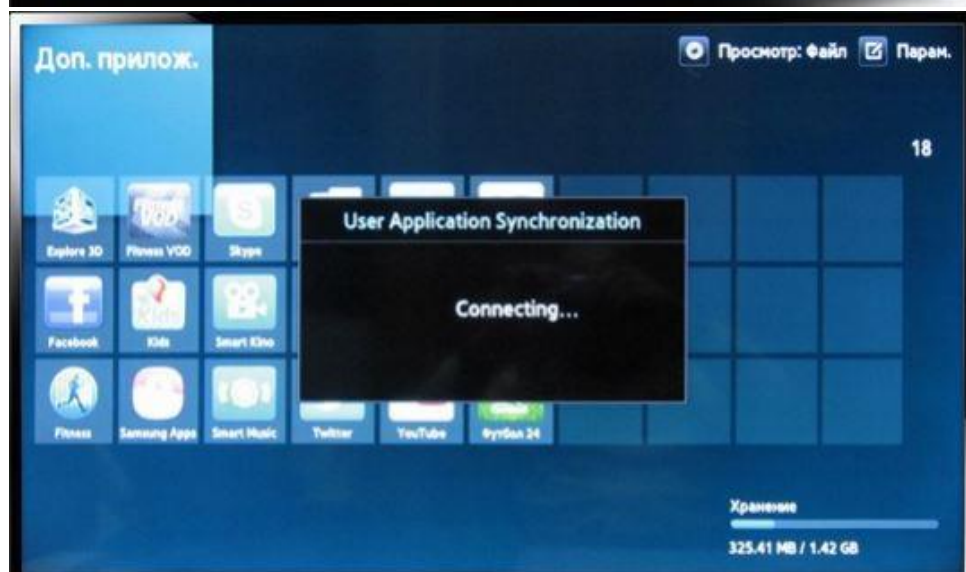 Доп. прилож.
Просмотр: Файл
Парам.
18
Explore 3D
Fitness VOD
Skype
User Application Synchronization
Connecting...
Facebook
Kids
Smart Kino
Fitness
Samsung Apps
Smart Music
Twitter
YouTube
Футбол 24
Хранение
325.41 MB / 1.42 GB